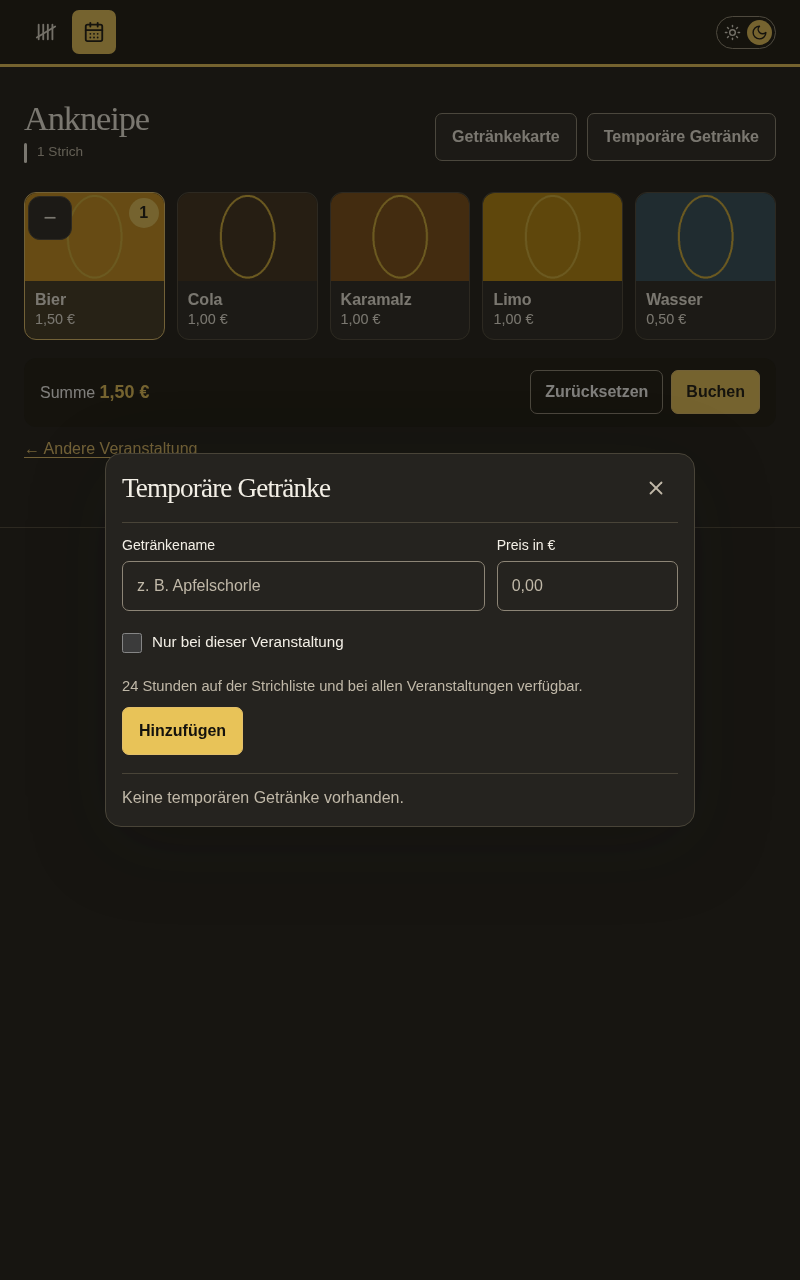 Ankneipe
1 Strich
Getränkekarte
Temporäre Getränke
−
1
Bier
1,50 €
Cola
1,00 €
Karamalz
1,00 €
Limo
1,00 €
Wasser
0,50 €
Summe 1,50 €
Zurücksetzen
Buchen
← Andere Veranstaltung
Temporäre Getränke
Getränkename
Preis in €
z. B. Apfelschorle
0,00
Nur bei dieser Veranstaltung
24 Stunden auf der Strichliste und bei allen Veranstaltungen verfügbar.
Hinzufügen
Keine temporären Getränke vorhanden.